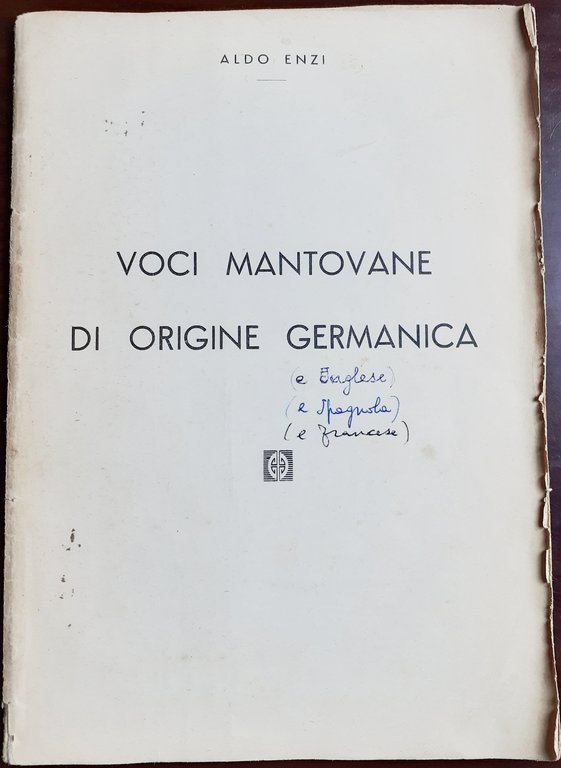 ALDO ENZI
VOCI MANTOVANE
DI ORIGINE GERMANICA
(e Inglese)
(e Spagnola)
(e Francese)